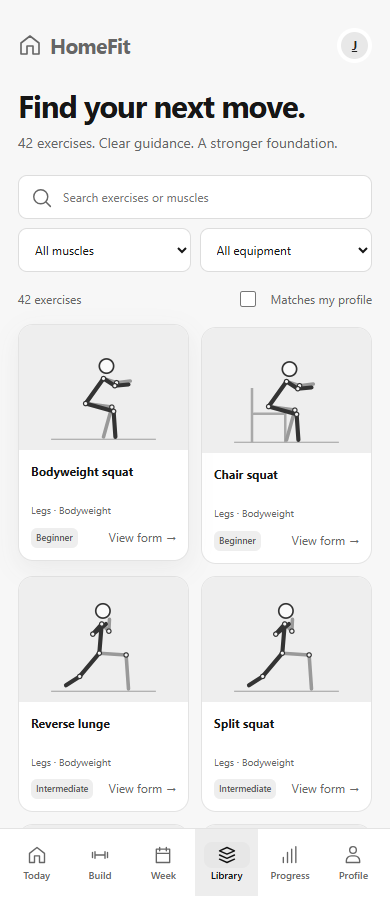 HomeFit
J
Find your next move.
42 exercises. Clear guidance. A stronger foundation.
Search exercises or muscles
All muscles
All equipment
42 exercises
Matches my profile
Bodyweight squat
Legs · Bodyweight
Beginner
View form →
Chair squat
Legs · Bodyweight
Beginner
View form →
Reverse lunge
Legs · Bodyweight
Intermediate
View form →
Split squat
Legs · Bodyweight
Intermediate
View form →
Today
Build
Week
Library
Progress
Profile